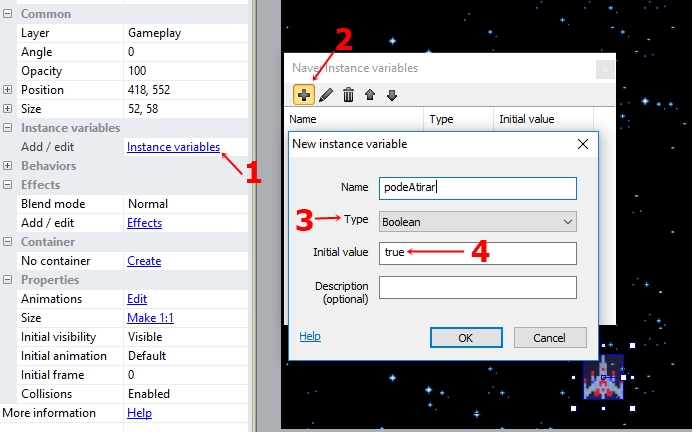 Common
Layer Gameplay
Angle 0
Opacity 100
Position 418, 552
Size 52, 58
Instance variables
Add / edit Instance variables
1
Behaviors
Effects
Blend mode Normal
Add / edit Effects
Container
No container Create
Properties
Animations Edit
Size Make 1:1
Initial visibility Visible
Initial animation Default
Initial frame 0
Collisions Enabled
More information Help
2
Nave: Instance variables
Name Type Initial value
New instance variable
Name podeAtirar
3 Type Boolean
Initial value true 4
Description
(optional)
Help OK Cancel